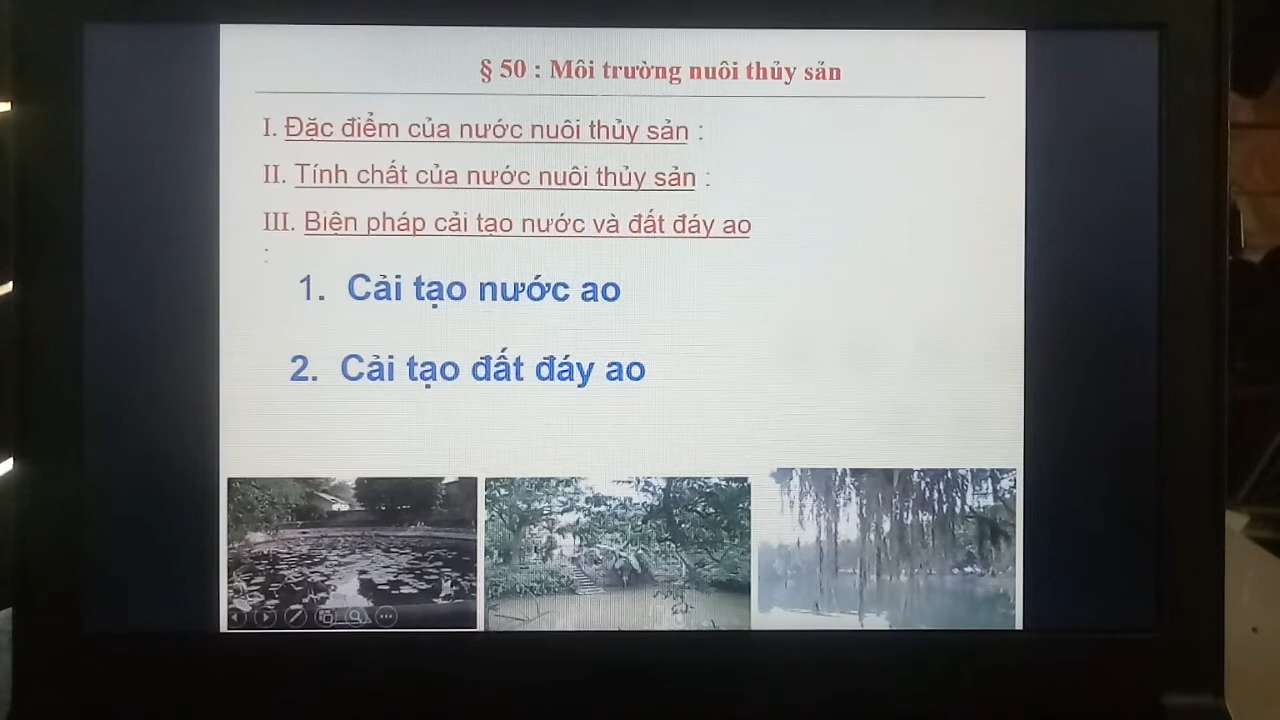 § 50 : Môi trường nuôi thủy sản
I. Đặc điểm của nước nuôi thủy sản :
II. Tính chất của nước nuôi thủy sản :
III. Biện pháp cải tạo nước và đất đáy ao
:
1. Cải tạo nước ao
2. Cải tạo đất đáy ao